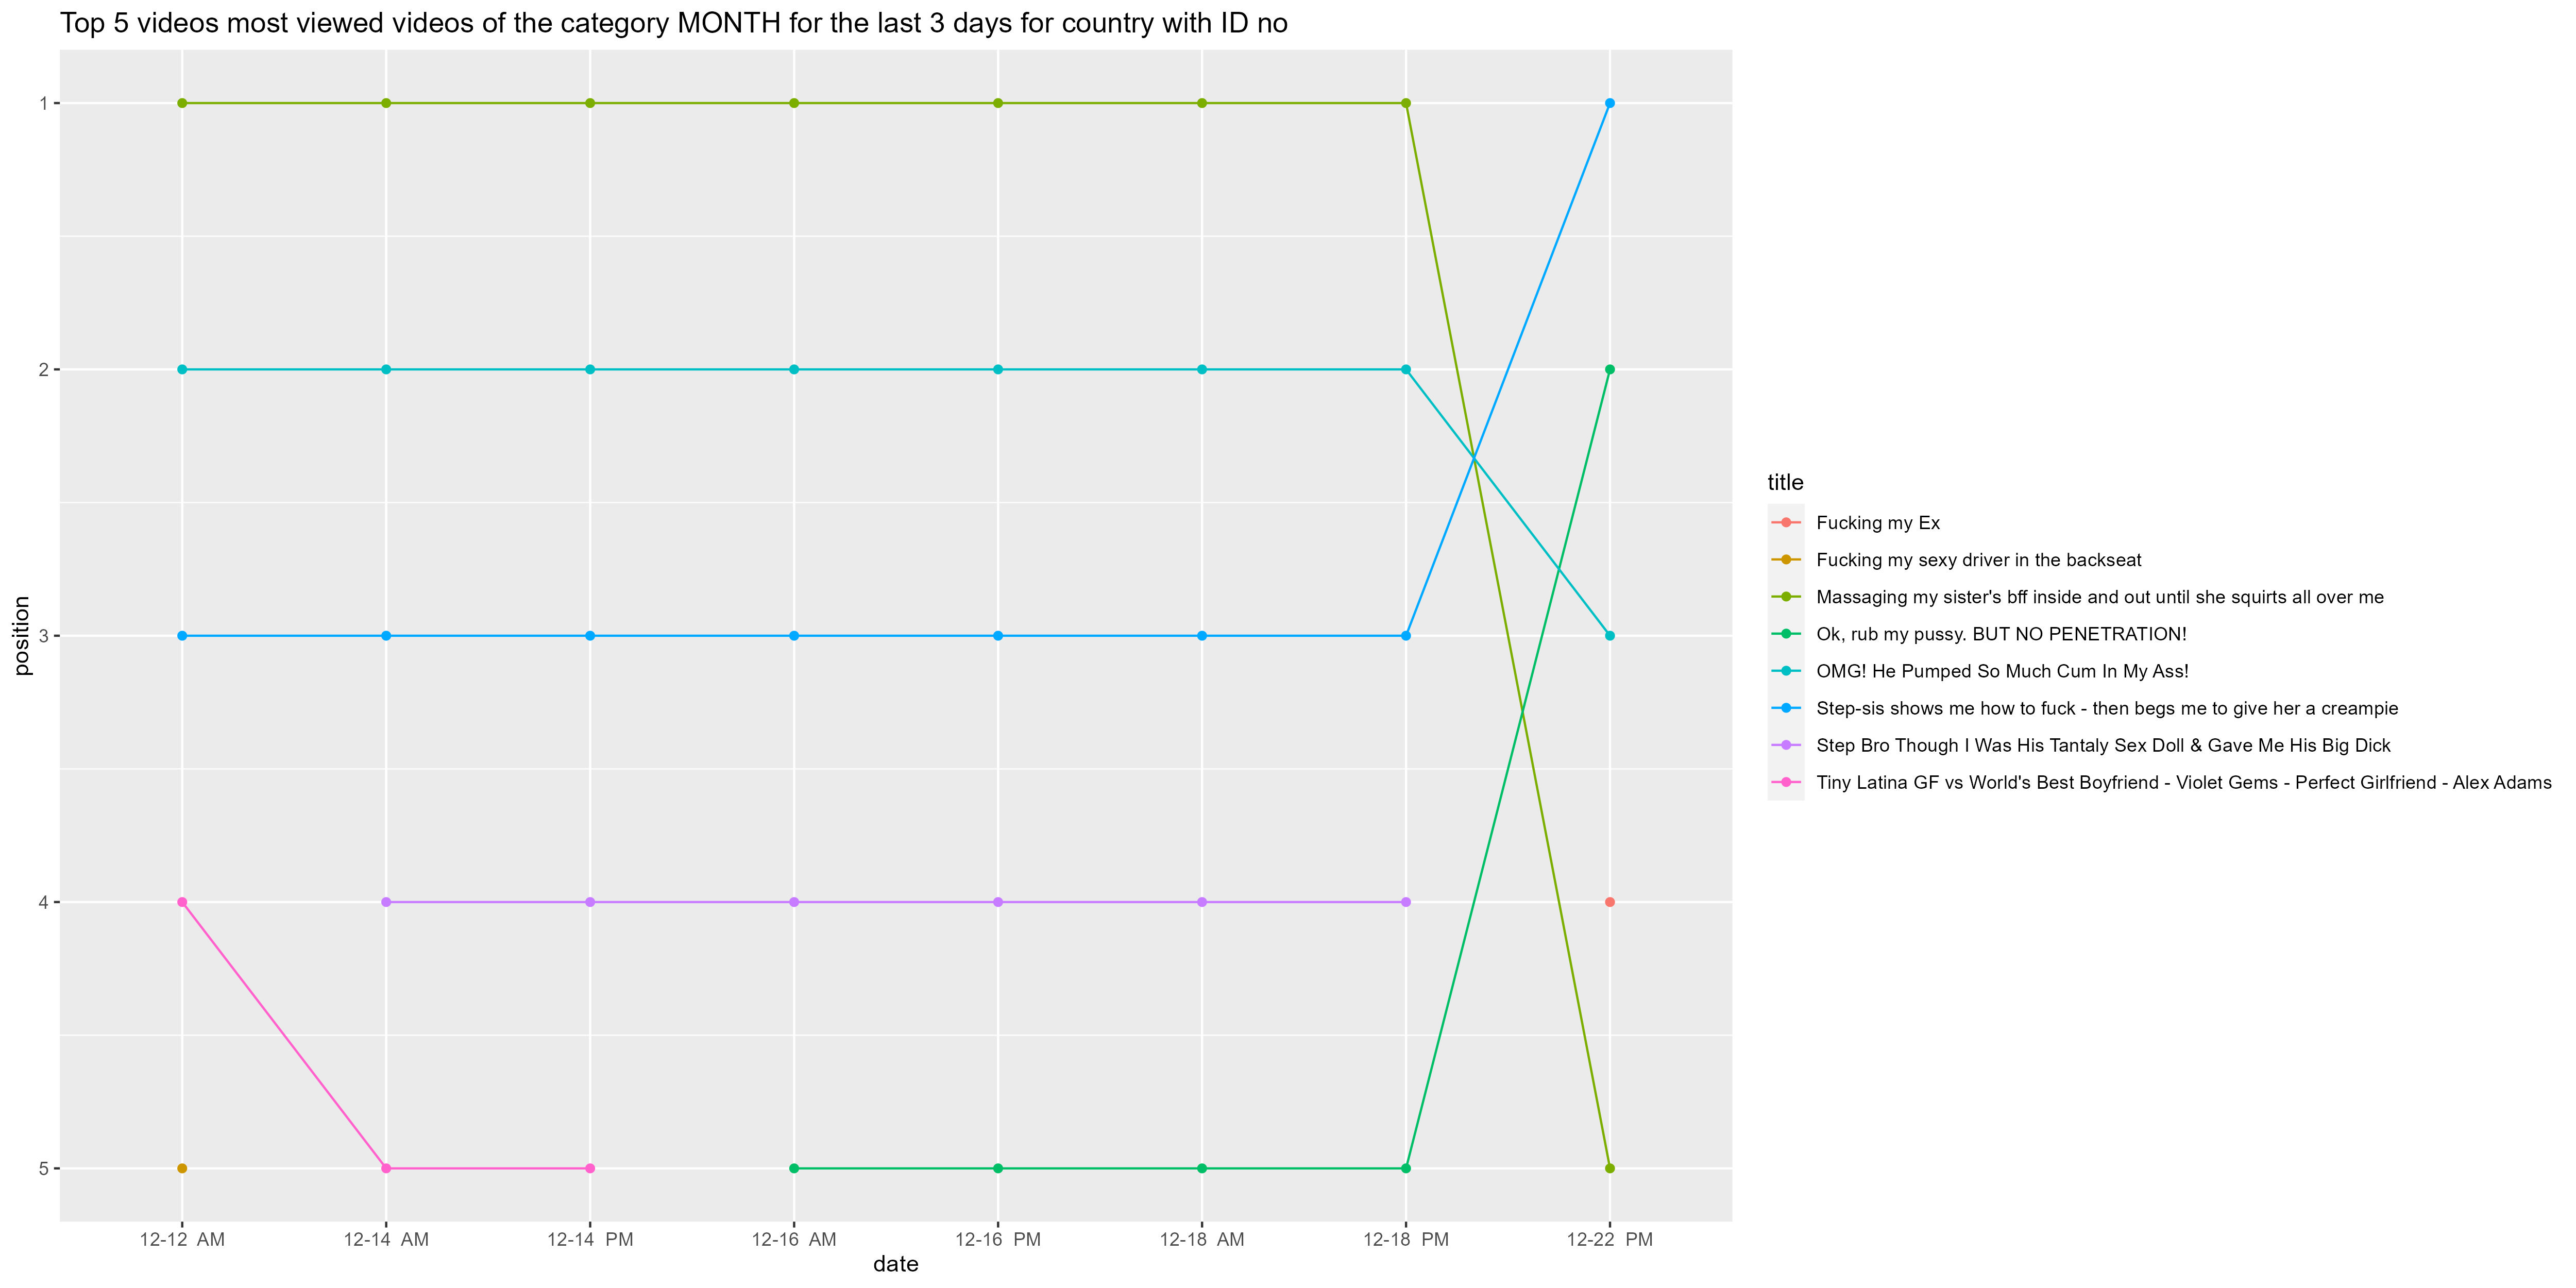 Top 5 videos most viewed videos of the category MONTH for the last 3 days for country with ID no
position
1
2
3
4
5
12-12 AM
12-14 AM
12-14 PM
12-16 AM
12-16 PM
12-18 AM
12-18 PM
12-22 PM
date
title
Fucking my Ex
Fucking my sexy driver in the backseat
Massaging my sister's bff inside and out until she squirts all over me
Ok, rub my pussy. BUT NO PENETRATION!
OMG! He Pumped So Much Cum In My Ass!
Step-sis shows me how to fuck - then begs me to give her a creampie
Step Bro Though I Was His Tantaly Sex Doll & Gave Me His Big Dick
Tiny Latina GF vs World's Best Boyfriend - Violet Gems - Perfect Girlfriend - Alex Adams